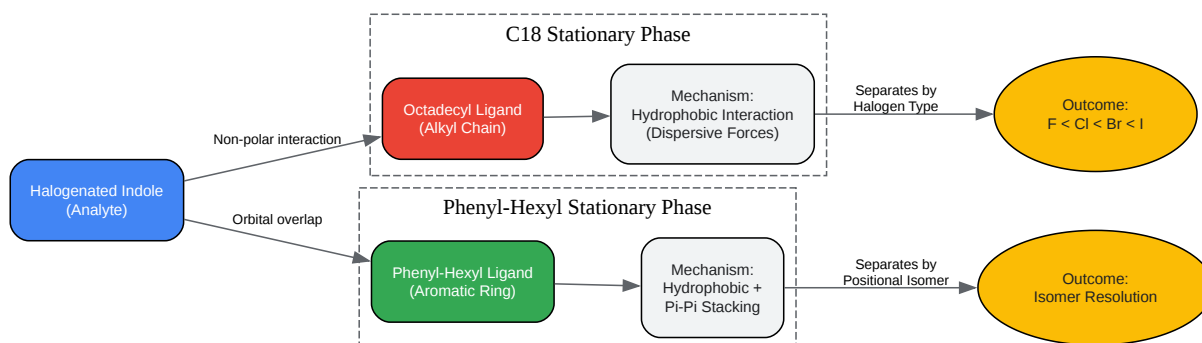 C18 Stationary Phase
Octadecyl Ligand
(Alkyl Chain)
Mechanism:
Hydrophobic Interaction
(Dispersive Forces)
Separates by
Halogen Type
Outcome:
F < Cl < Br < I
Non-polar interaction
Halogenated Indole
(Analyte)
Orbital overlap
Phenyl-Hexyl Stationary Phase
Phenyl-Hexyl Ligand
(Aromatic Ring)
Mechanism:
Hydrophobic +
Pi-Pi Stacking
Separates by
Positional Isomer
Outcome:
Isomer Resolution